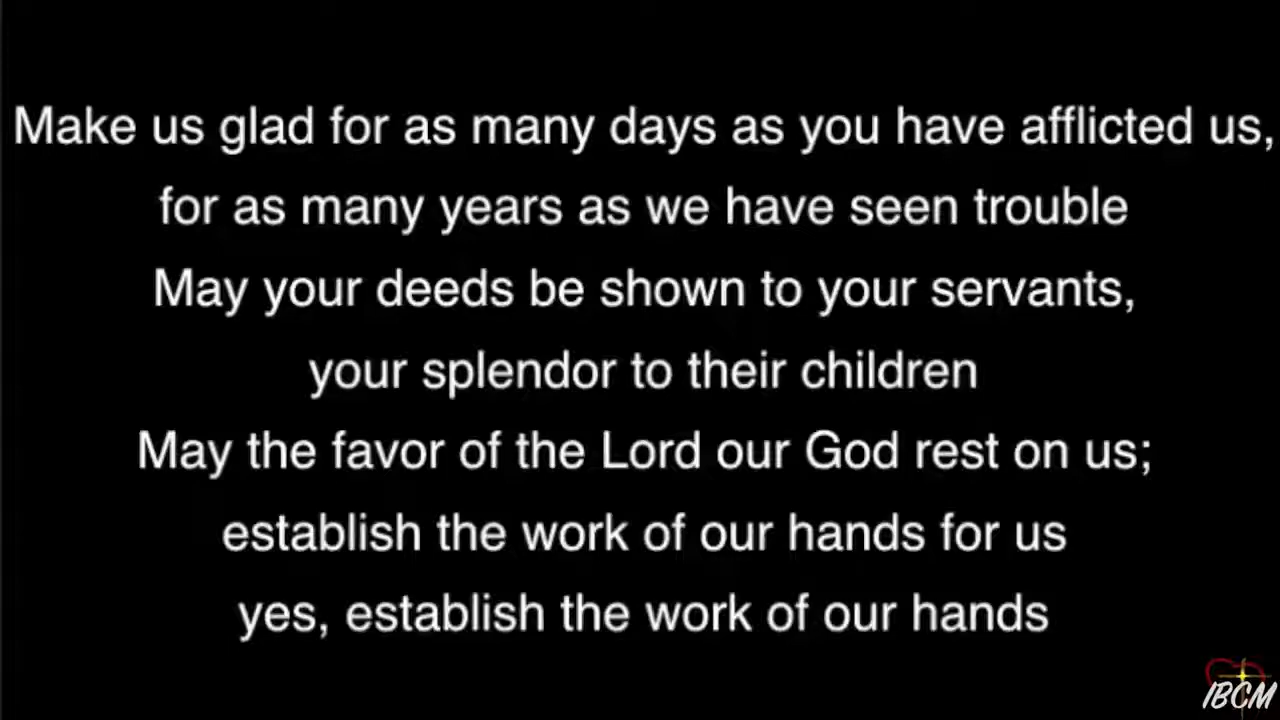 Make us glad for as many days as you have afflicted us,
for as many years as we have seen trouble
May your deeds be shown to your servants,
your splendor to their children
May the favor of the Lord our God rest on us;
establish the work of our hands for us
yes, establish the work of our hands
IBCM